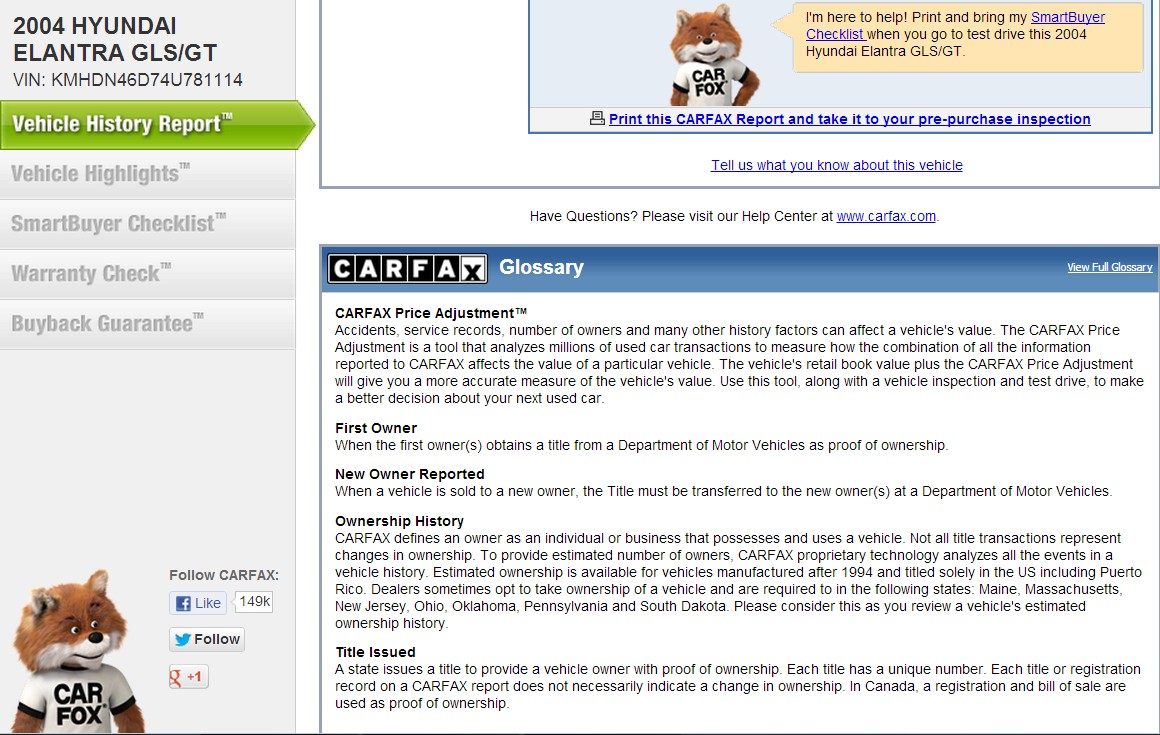 2004 HYUNDAI
ELANTRA GLS/GT
VIN: KMHDN46D74U781114
Vehicle History Report™
Vehicle Highlights™
SmartBuyer Checklist™
Warranty Check™
Buyback Guarantee™
Follow CARFAX:
Like 149k
Follow
+1
CAR
FOX
I'm here to help! Print and bring my SmartBuyer
Checklist when you go to test drive this 2004
Hyundai Elantra GLS/GT.
CAR
FOX
Print this CARFAX Report and take it to your pre-purchase inspection
Tell us what you know about this vehicle
Have Questions? Please visit our Help Center at www.carfax.com.
CARFAX Glossary
View Full Glossary
CARFAX Price Adjustment™
Accidents, service records, number of owners and many other history factors can affect a vehicle's value. The CARFAX Price
Adjustment is a tool that analyzes millions of used car transactions to measure how the combination of all the information
reported to CARFAX affects the value of a particular vehicle. The vehicle's retail book value plus the CARFAX Price Adjustment
will give you a more accurate measure of the vehicle's value. Use this tool, along with a vehicle inspection and test drive, to make
a better decision about your next used car.
First Owner
When the first owner(s) obtains a title from a Department of Motor Vehicles as proof of ownership.
New Owner Reported
When a vehicle is sold to a new owner, the Title must be transferred to the new owner(s) at a Department of Motor Vehicles.
Ownership History
CARFAX defines an owner as an individual or business that possesses and uses a vehicle. Not all title transactions represent
changes in ownership. To provide estimated number of owners, CARFAX proprietary technology analyzes all the events in a
vehicle history. Estimated ownership is available for vehicles manufactured after 1994 and titled solely in the US including Puerto
Rico. Dealers sometimes opt to take ownership of a vehicle and are required to in the following states: Maine, Massachusetts,
New Jersey, Ohio, Oklahoma, Pennsylvania and South Dakota. Please consider this as you review a vehicle's estimated
ownership history.
Title Issued
A state issues a title to provide a vehicle owner with proof of ownership. Each title has a unique number. Each title or registration
record on a CARFAX report does not necessarily indicate a change in ownership. In Canada, a registration and bill of sale are
used as proof of ownership.